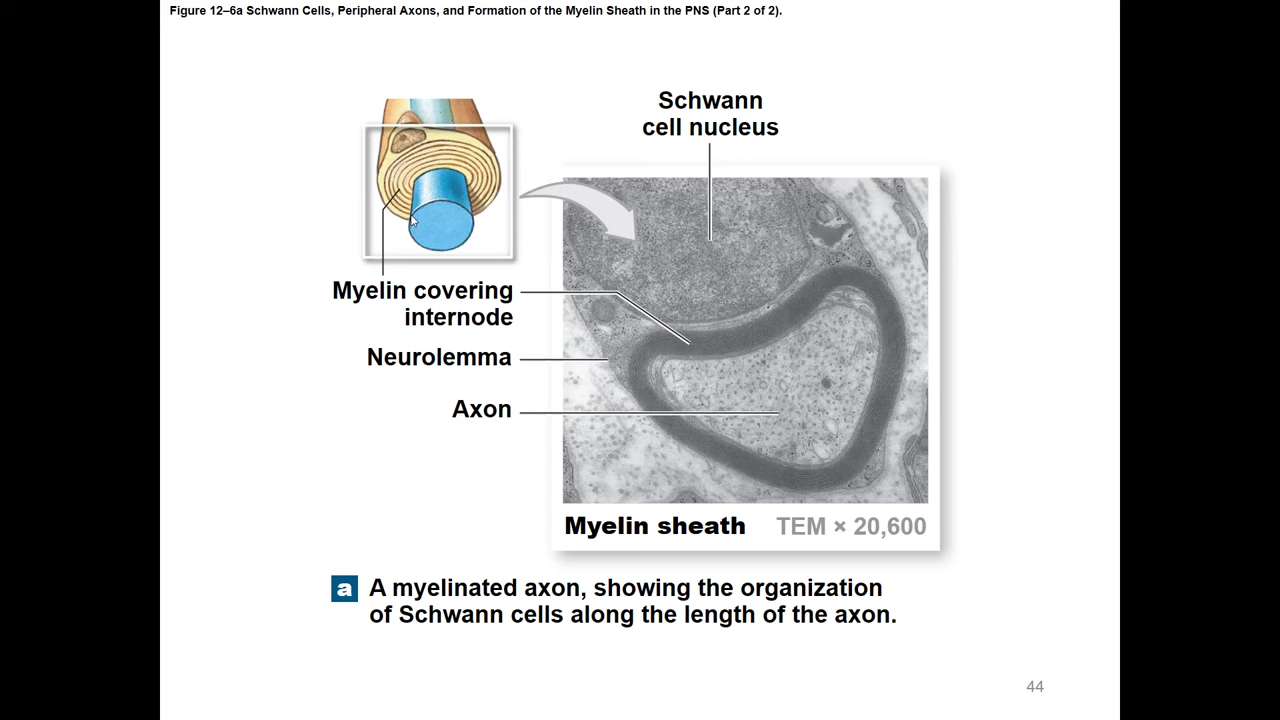 Figure 12–6a Schwann Cells, Peripheral Axons, and Formation of the Myelin Sheath in the PNS (Part 2 of 2).
Schwann
cell nucleus
Myelin covering
internode
Neurolemma
Axon
Myelin sheath TEM × 20,600
a A myelinated axon, showing the organization
of Schwann cells along the length of the axon.
44